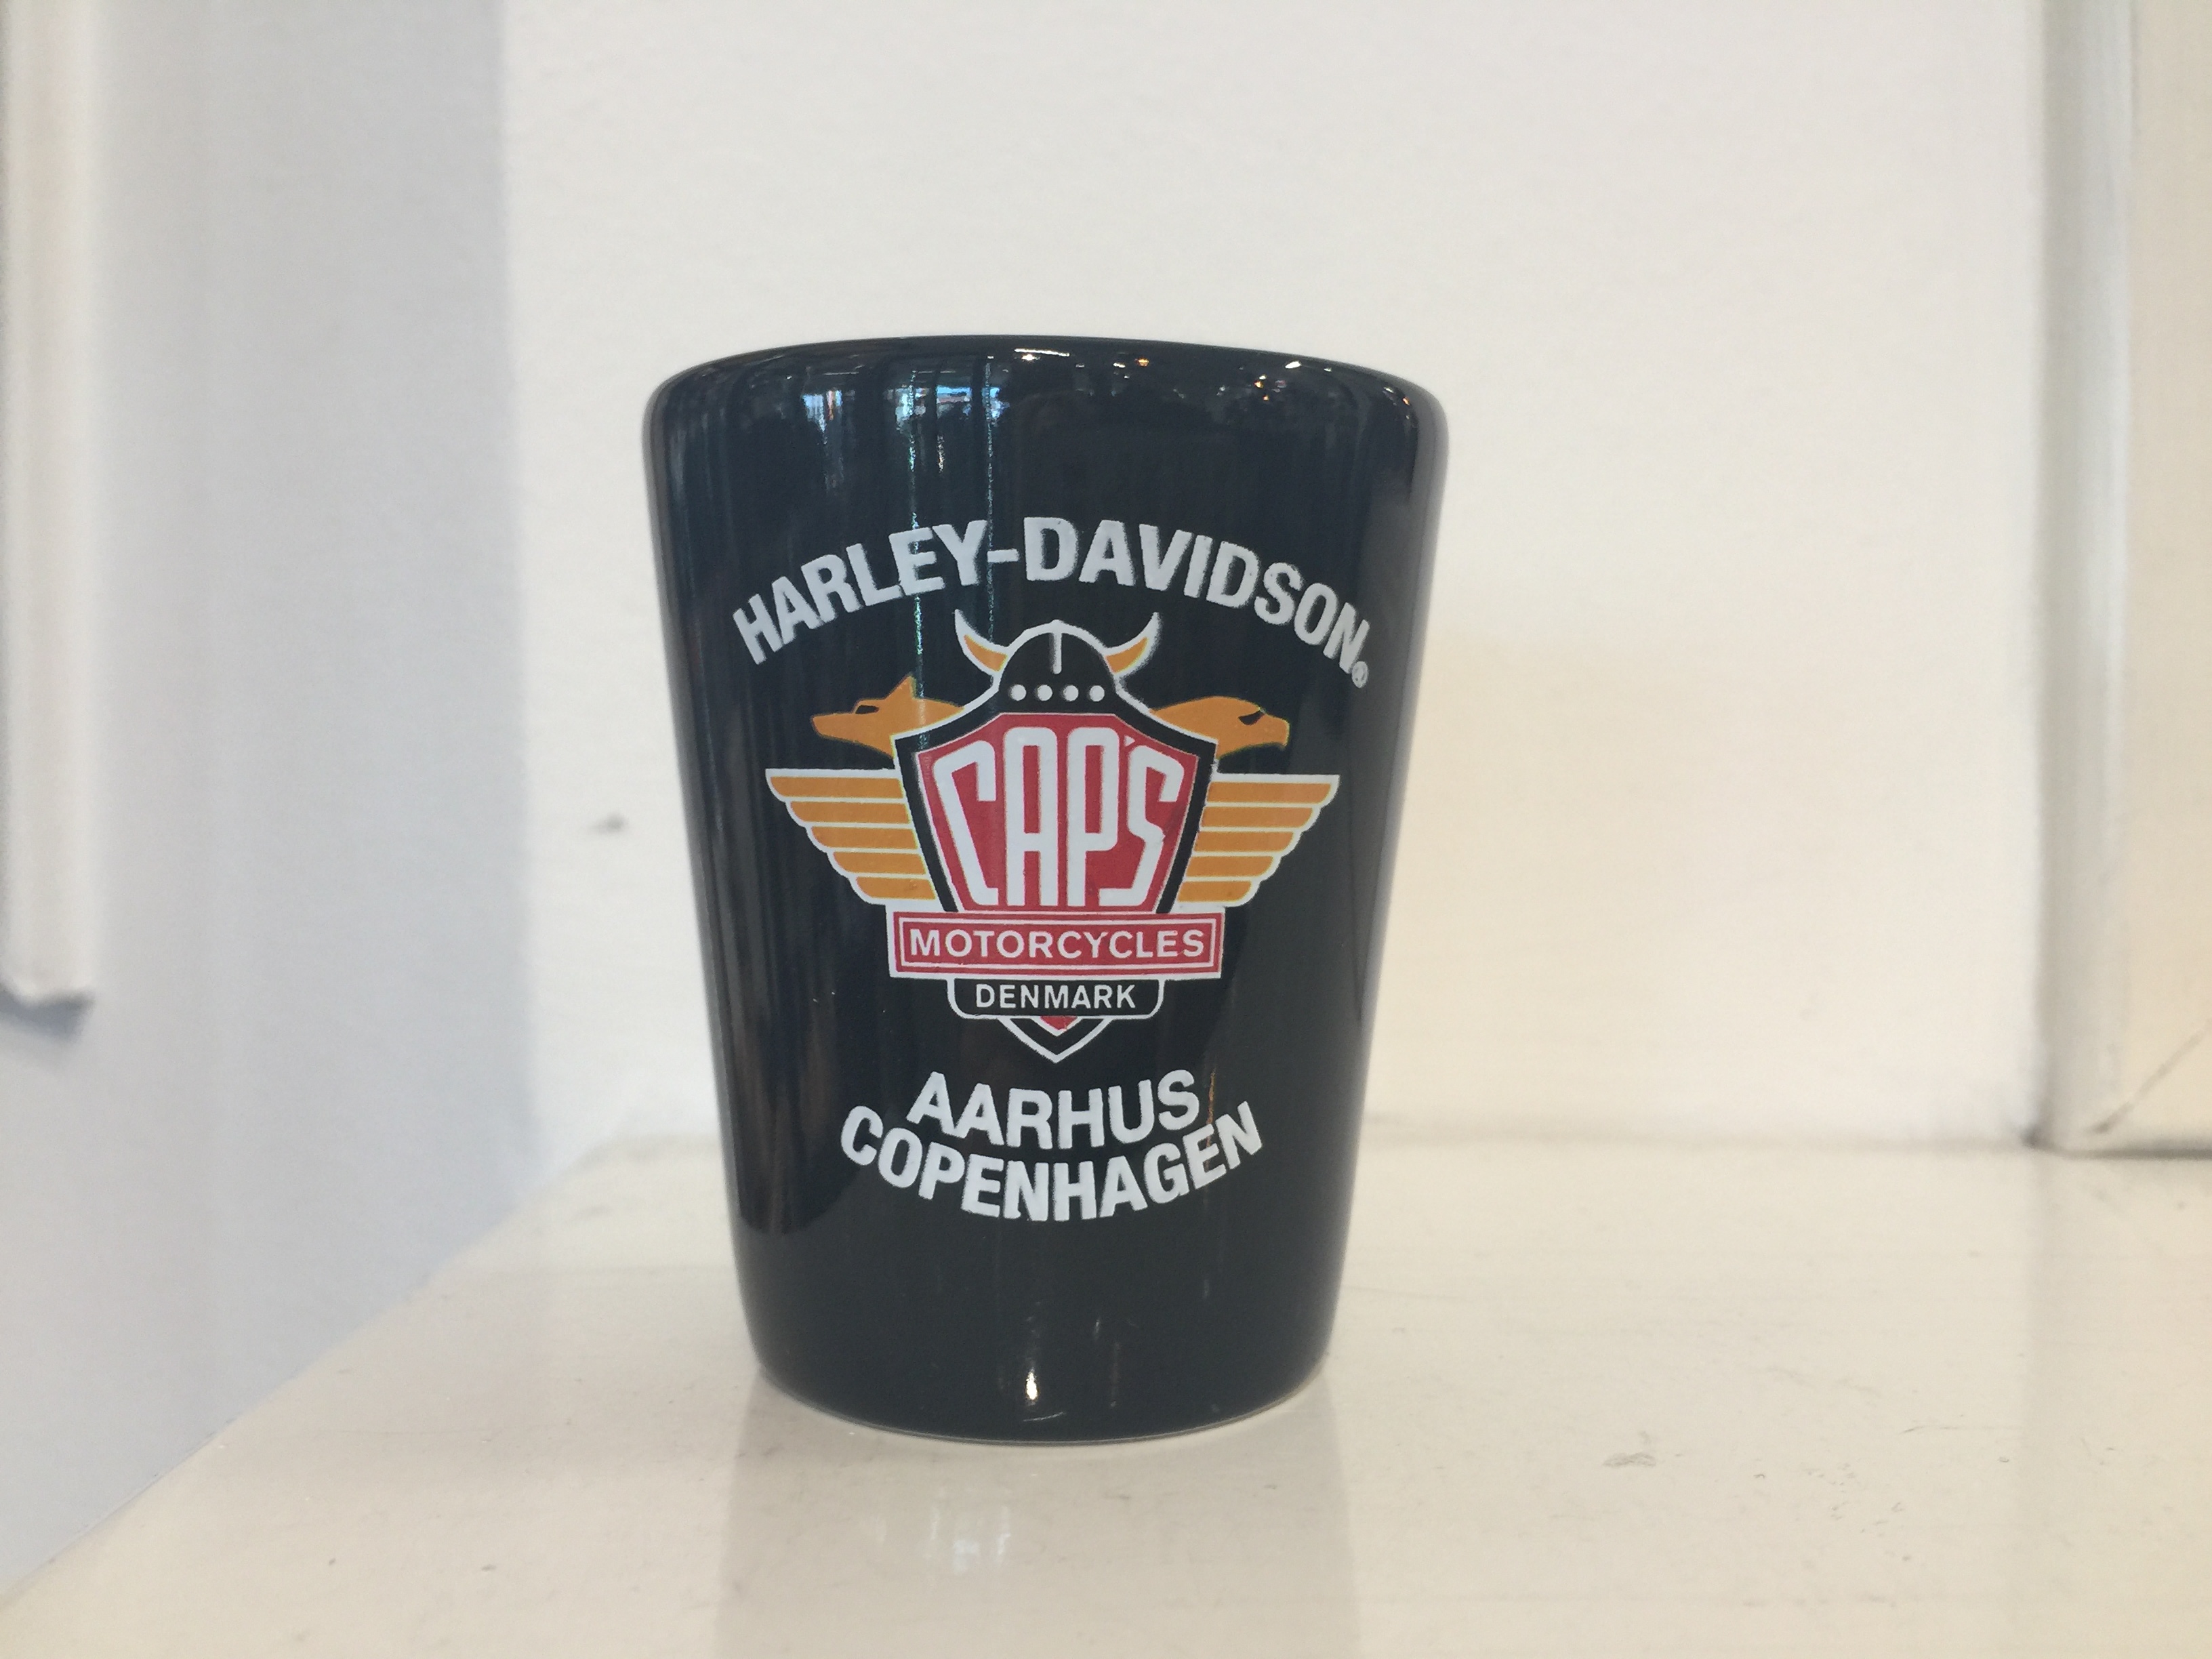 HARLEY-DAVIDSON®
CAP'S
MOTORCYCLES
DENMARK
AARHUS
COPENHAGEN